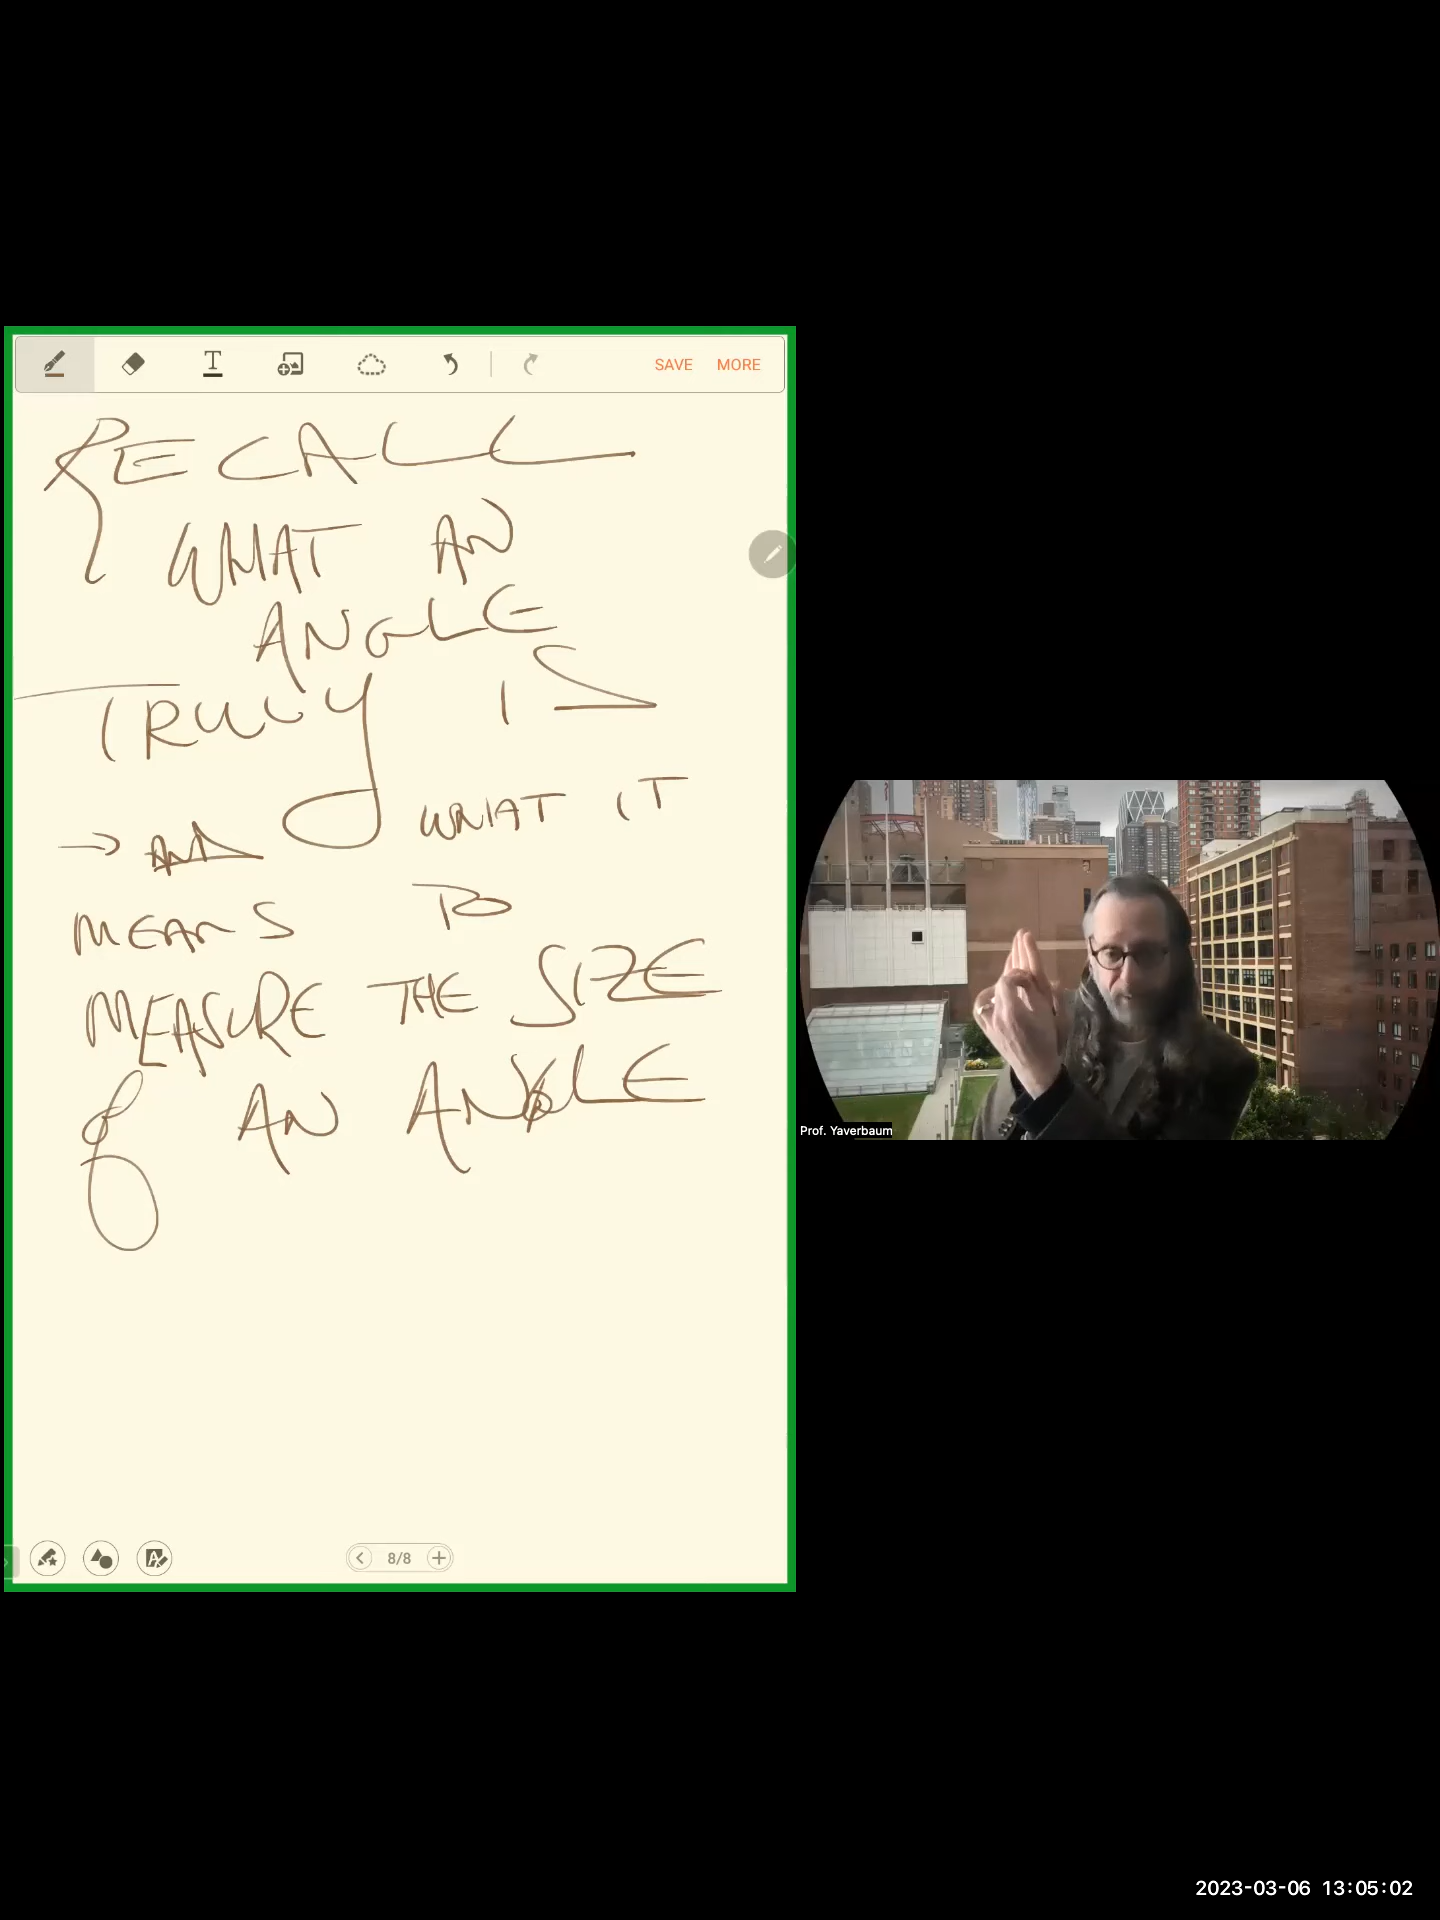 SAVE MORE
RECALL
WHAT AN
ANGLE
TRULY IS
→ AND WHAT IT
MEANS TO
MEASURE THE SIZE
of AN ANGLE
8/8
Prof. Yaverbaum
2023-03-06 13:05:02